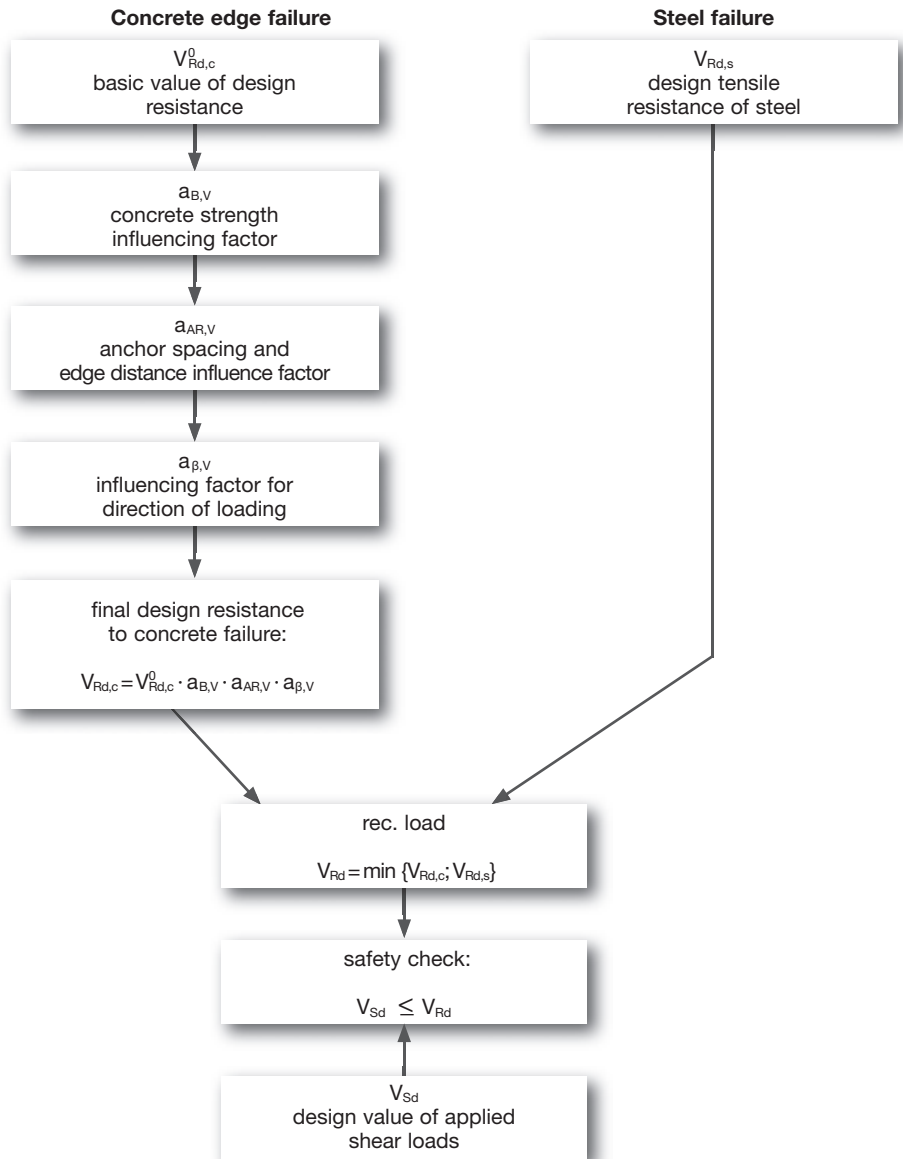 Concrete edge failure
V⁰Rd,c
basic value of design
resistance
aB,V
concrete strength
influencing factor
aAR,V
anchor spacing and
edge distance influence factor
aβ,V
influencing factor for
direction of loading
final design resistance
to concrete failure:
VRd,c = V⁰Rd,c · aB,V · aAR,V · aβ,V
Steel failure
VRd,s
design tensile
resistance of steel
rec. load
VRd = min {VRd,c; VRd,s}
safety check:
VSd ≤ VRd
VSd
design value of applied
shear loads